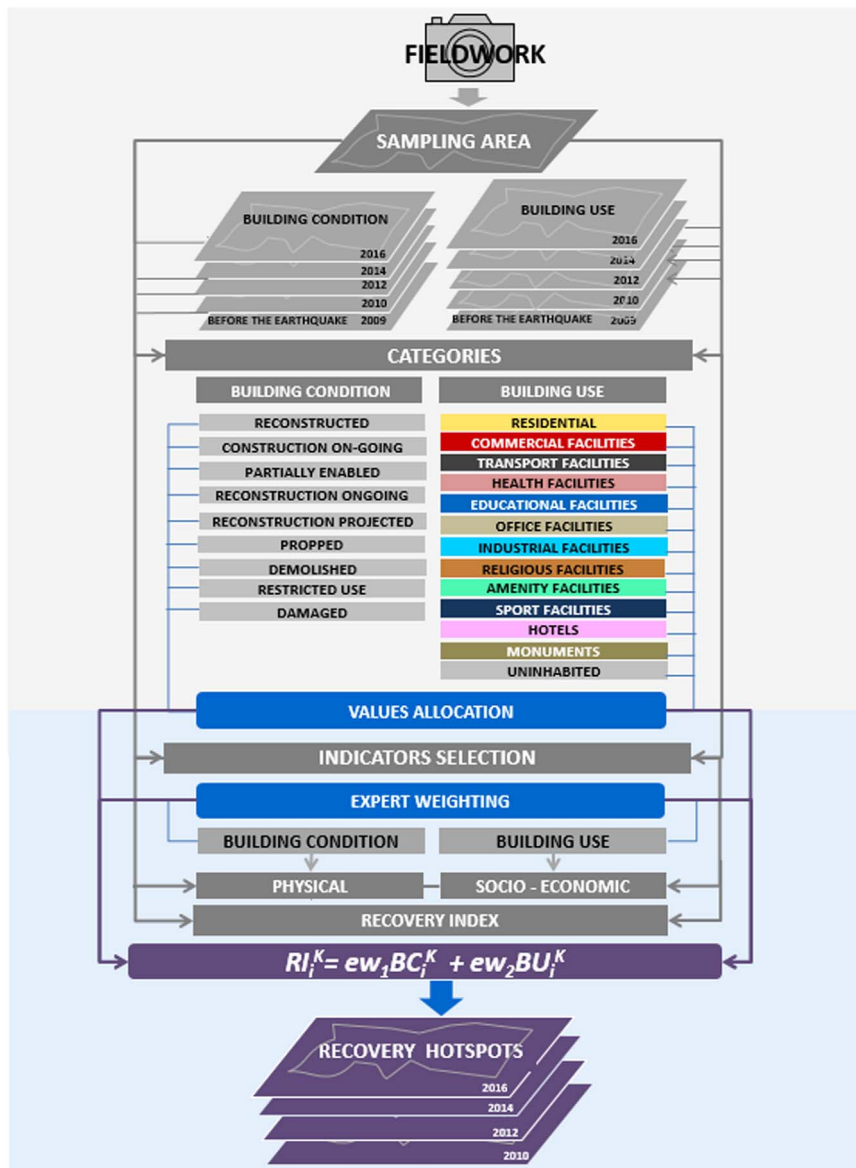 FIELDWORK
SAMPLING AREA
BUILDING CONDITION
2016
2014
2012
2010
BEFORE THE EARTHQUAKE 2009
BUILDING USE
2016
2014
2012
2010
BEFORE THE EARTHQUAKE 2009
CATEGORIES
BUILDING CONDITION
RECONSTRUCTED
CONSTRUCTION ON-GOING
PARTIALLY ENABLED
RECONSTRUCTION ONGOING
RECONSTRUCTION PROJECTED
PROPPED
DEMOLISHED
RESTRICTED USE
DAMAGED
BUILDING USE
RESIDENTIAL
COMMERCIAL FACILITIES
TRANSPORT FACILITIES
HEALTH FACILITIES
EDUCATIONAL FACILITIES
OFFICE FACILITIES
INDUSTRIAL FACILITIES
RELIGIOUS FACILITIES
AMENITY FACILITIES
SPORT FACILITIES
HOTELS
MONUMENTS
UNINHABITED
VALUES ALLOCATION
INDICATORS SELECTION
EXPERT WEIGHTING
BUILDING CONDITION
BUILDING USE
PHYSICAL
SOCIO - ECONOMIC
RECOVERY INDEX
RI_i^K = ew_1BC_i^K + ew_2BU_i^K
RECOVERY HOTSPOTS
2016
2014
2012
2010